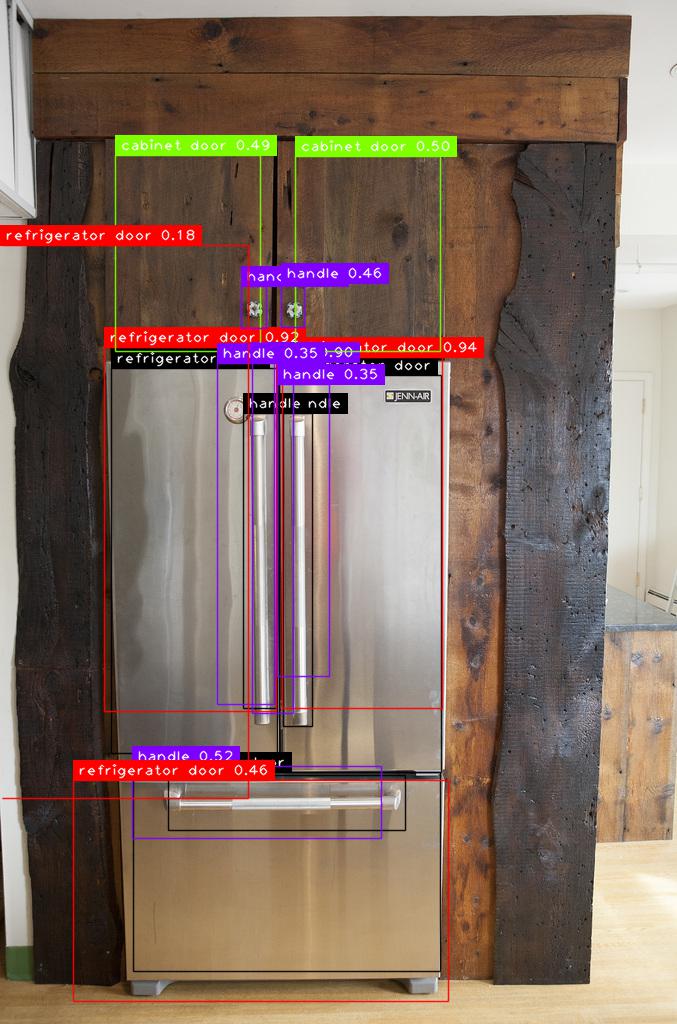 cabinet door 0.49
cabinet door 0.50
refrigerator door 0.18
handle 0.46
refrigerator door 0.92
0.94
refrigerator
handle 0.35
.90
door
handle 0.35
handle
JENN-AIR
handle 0.52
refrigerator door 0.46